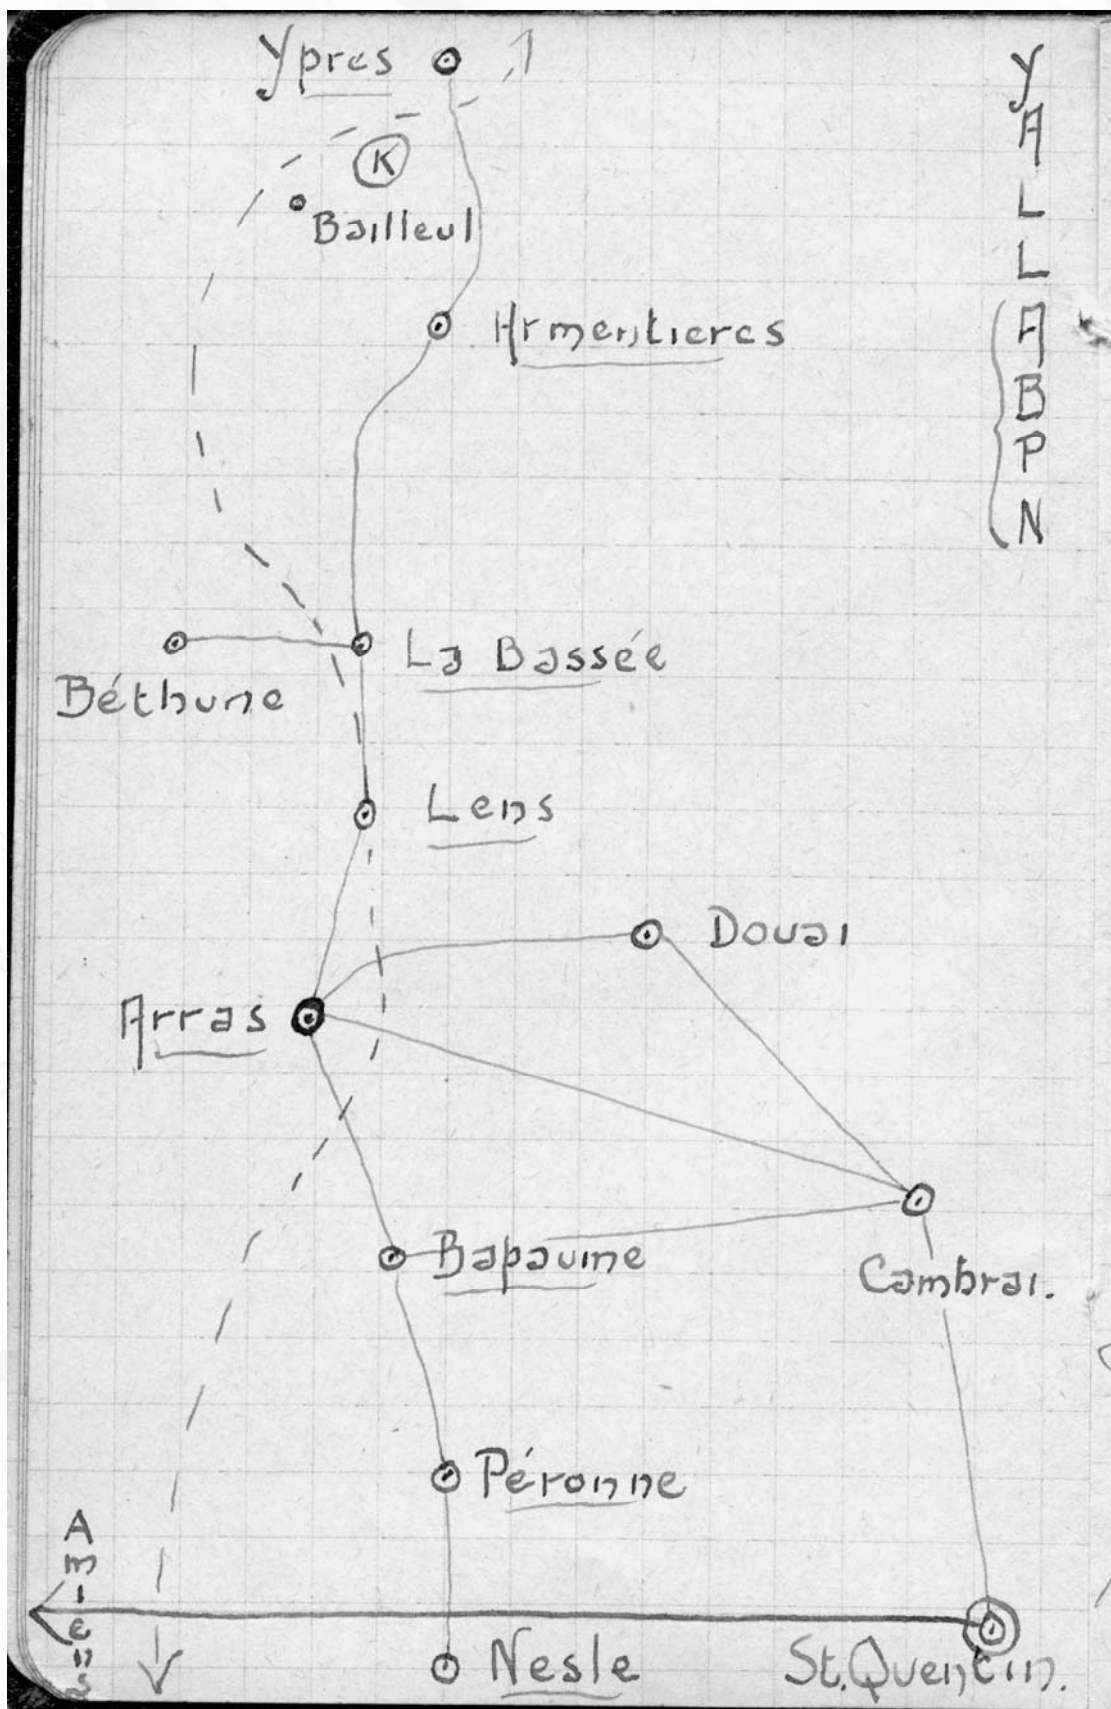 Ypres
Y
A
L
L
A
B
P
N
K
Bailleul
Armentieres
La Bassée
Béthune
Lens
Douai
Arras
Bapaume
Cambrai.
Péronne
Amiens
Nesle
St. Quentin.